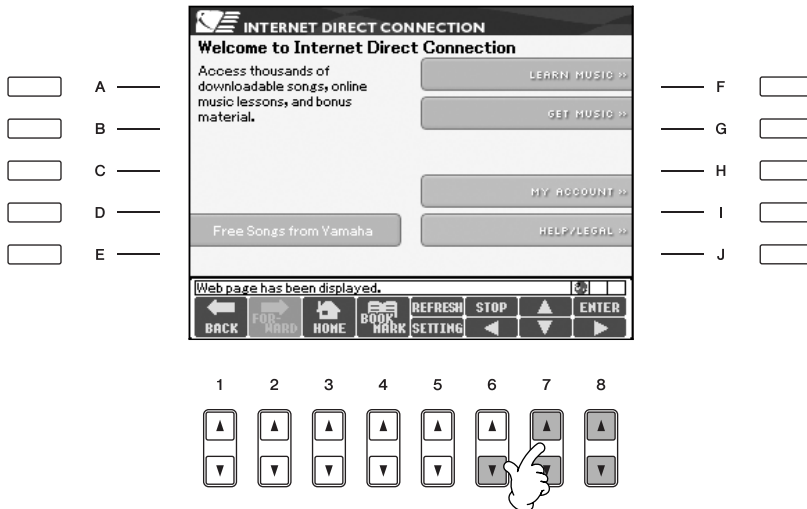 INTERNET DIRECT CONNECTION
Welcome to Internet Direct Connection
Access thousands of
downloadable songs, online
music lessons, and bonus
material.
LEARN MUSIC »
GET MUSIC »
MY ACCOUNT »
Free Songs from Yamaha
HELP/LEGAL »
A
B
C
D
E
F
G
H
I
J
Web page has been displayed.
BACK
FOR-
WARD
HOME
BOOK
MARK
REFRESH
SETTING
STOP
ENTER
1 2 3 4 5 6 7 8